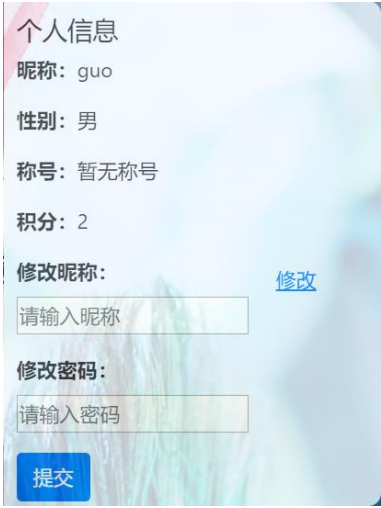 个人信息
昵称：guo
性别：男
称号：暂无称号
积分：2
修改昵称：
修改
请输入昵称
修改密码：
请输入密码
提交